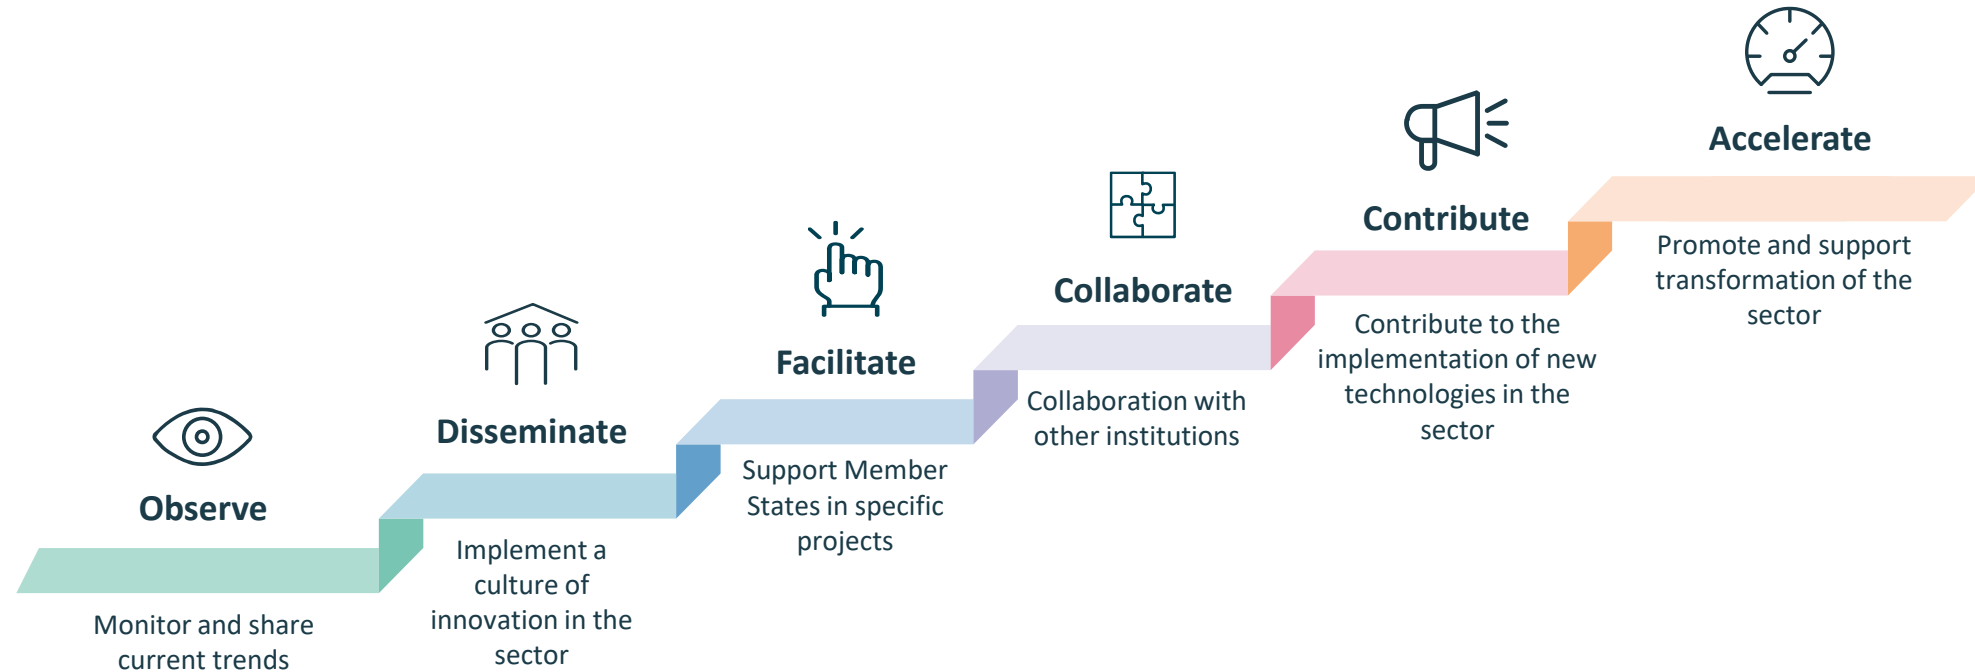 Observe
Monitor and share
current trends
Disseminate
Implement a
culture of
innovation in the
sector
Facilitate
Support Member
States in specific
projects
Collaborate
Collaboration with
other institutions
Contribute
Contribute to the
implementation of new
technologies in the
sector
Accelerate
Promote and support
transformation of the
sector